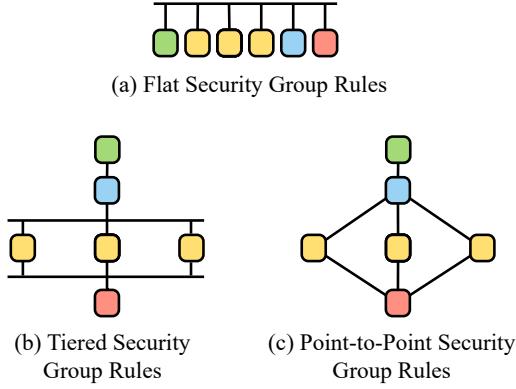 (a) Flat Security Group Rules
(b) Tiered Security
Group Rules
(c) Point-to-Point Security
Group Rules